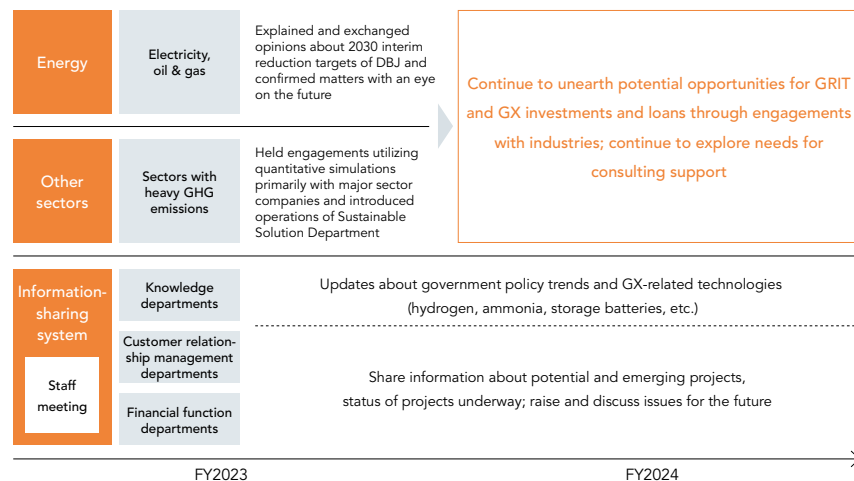 Energy
Electricity,
oil & gas
Explained and exchanged
opinions about 2030 interim
reduction targets of DBJ and
confirmed matters with an eye
on the future
Other
sectors
Sectors with
heavy GHG
emissions
Held engagements utilizing
quantitative simulations
primarily with major sector
companies and introduced
operations of Sustainable
Solution Department
Continue to unearth potential opportunities for GRIT
and GX investments and loans through engagements
with industries; continue to explore needs for
consulting support
Information-
sharing
system
Staff
meeting
Knowledge
departments
Updates about government policy trends and GX-related technologies
(hydrogen, ammonia, storage batteries, etc.)
Customer relation-
ship management
departments
Financial function
departments
Share information about potential and emerging projects,
status of projects underway; raise and discuss issues for the future
FY2023
FY2024